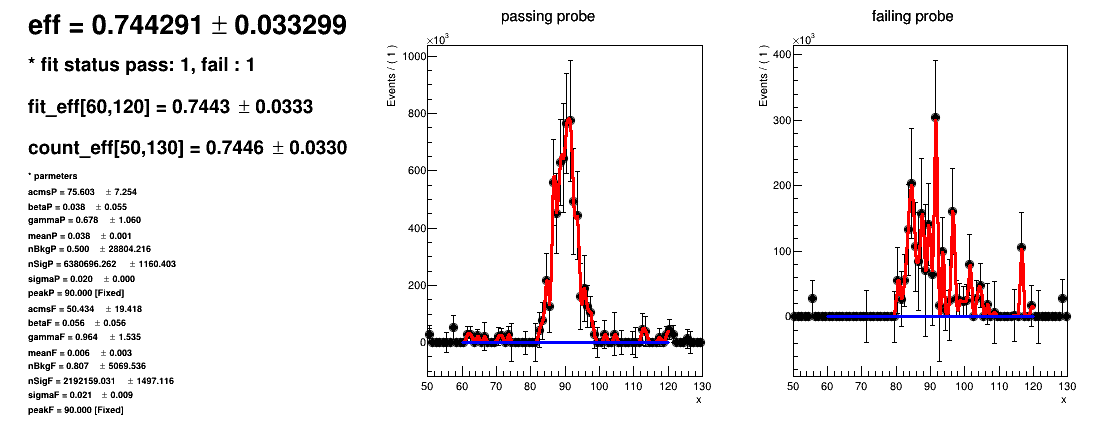 eff = 0.744291 ± 0.033299
* fit status pass: 1, fail : 1
fit_eff[60,120] = 0.7443 ± 0.0333
count_eff[50,130] = 0.7446 ± 0.0330
* parmeters
acmsP = 75.603 ± 7.254
betaP = 0.038 ± 0.055
gammaP = 0.678 ± 1.060
meanP = 0.038 ± 0.001
nBkgP = 0.500 ± 28804.216
nSigP = 6380696.262 ± 1160.403
sigmaP = 0.020 ± 0.000
peakP = 90.000 [Fixed]
acmsF = 50.434 ± 19.418
betaF = 0.056 ± 0.056
gammaF = 0.964 ± 1.535
meanF = 0.006 ± 0.003
nBkgF = 0.807 ± 5069.536
nSigF = 2192159.031 ± 1497.116
sigmaF = 0.021 ± 0.009
peakF = 90.000 [Fixed]
passing probe
×10³
Events / ( 1 )
1000
800
600
400
200
0
50 60 70 80 90 100 110 120 130
x
failing probe
×10³
Events / ( 1 )
400
300
200
100
0
50 60 70 80 90 100 110 120 130
x